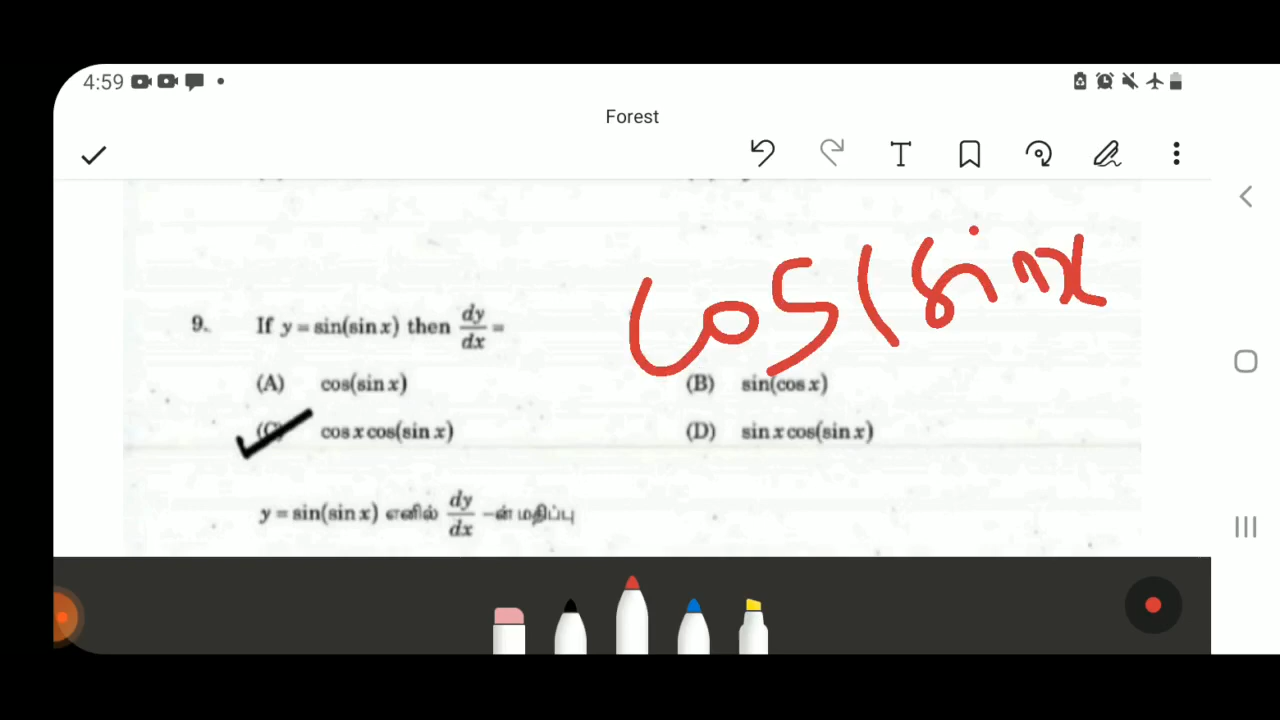 4:59
Forest
cos(sinx
9. If y = sin(sin x) then dy/dx =
(A) cos(sin x) (B) sin(cos x)
(C) cos x cos(sin x) (D) sin x cos(sin x)
y = sin(sin x) எனில் dy/dx -ன் மதிப்பு